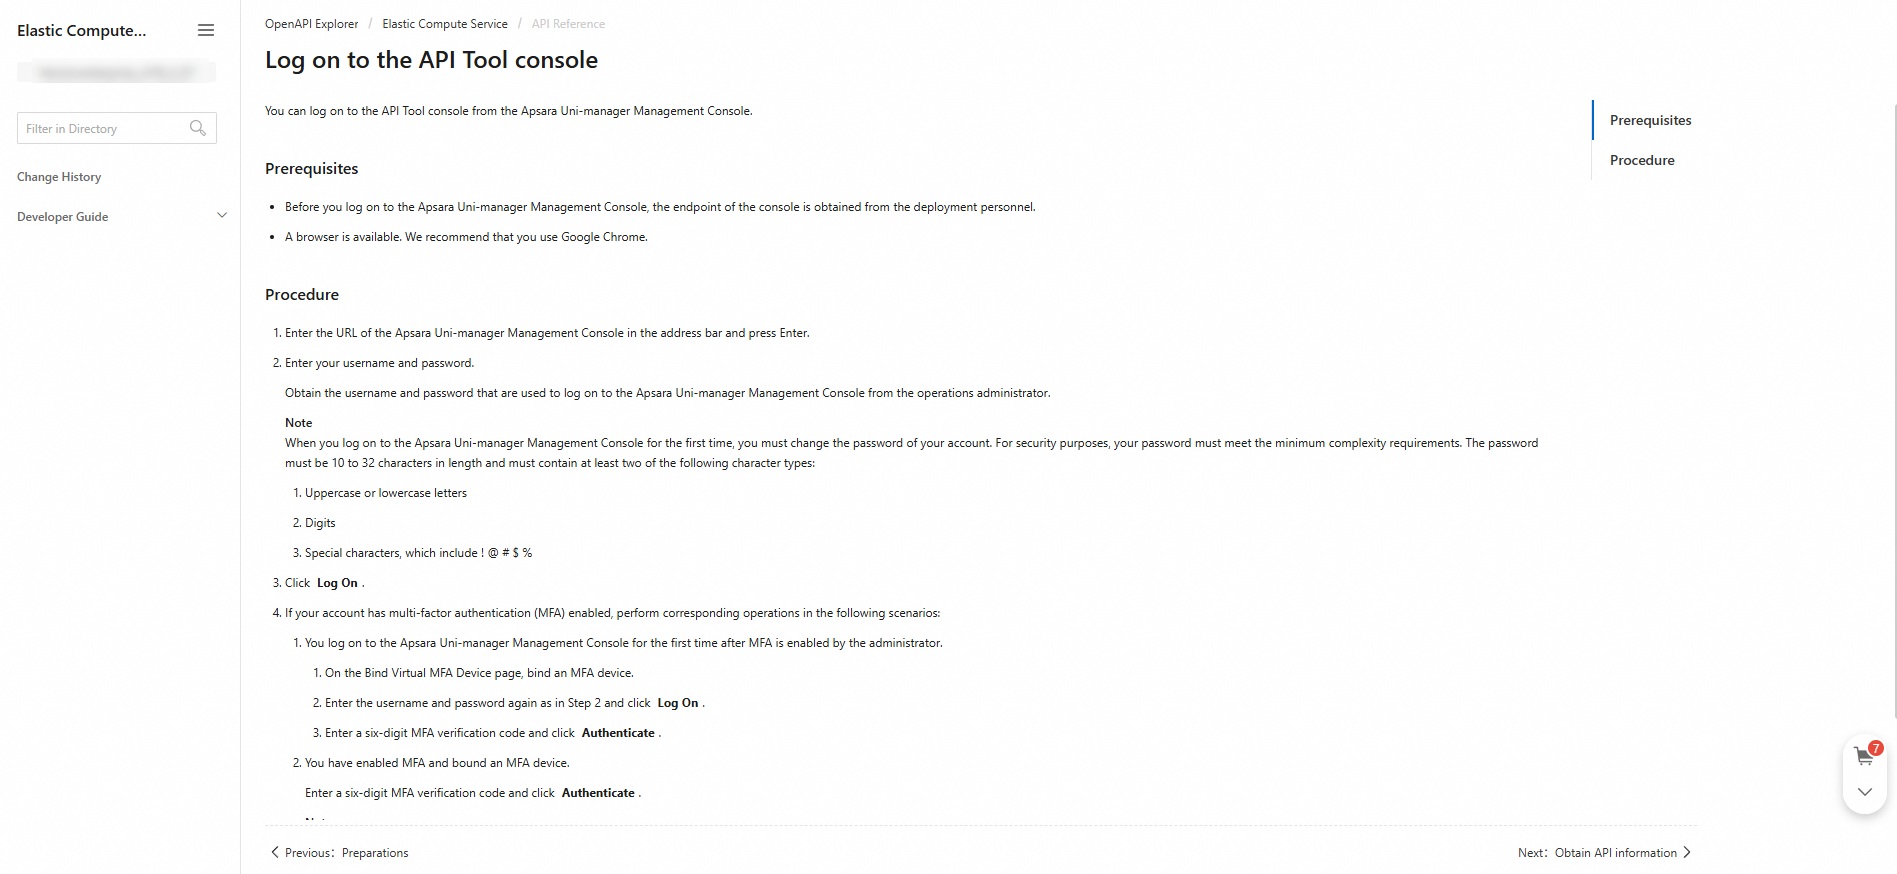 Elastic Compute...
Filter in Directory
Change History
Developer Guide
OpenAPI Explorer / Elastic Compute Service / API Reference
Log on to the API Tool console
You can log on to the API Tool console from the Apsara Uni-manager Management Console.
Prerequisites
• Before you log on to the Apsara Uni-manager Management Console, the endpoint of the console is obtained from the deployment personnel.
• A browser is available. We recommend that you use Google Chrome.
Procedure
1. Enter the URL of the Apsara Uni-manager Management Console in the address bar and press Enter.
2. Enter your username and password.
Obtain the username and password that are used to log on to the Apsara Uni-manager Management Console from the operations administrator.
Note
When you log on to the Apsara Uni-manager Management Console for the first time, you must change the password of your account. For security purposes, your password must meet the minimum complexity requirements. The password
must be 10 to 32 characters in length and must contain at least two of the following character types:
1. Uppercase or lowercase letters
2. Digits
3. Special characters, which include ! @ # $ %
3. Click Log On .
4. If your account has multi-factor authentication (MFA) enabled, perform corresponding operations in the following scenarios:
1. You log on to the Apsara Uni-manager Management Console for the first time after MFA is enabled by the administrator.
1. On the Bind Virtual MFA Device page, bind an MFA device.
2. Enter the username and password again as in Step 2 and click Log On .
3. Enter a six-digit MFA verification code and click Authenticate .
2. You have enabled MFA and bound an MFA device.
Enter a six-digit MFA verification code and click Authenticate .
Previous: Preparations
Next: Obtain API information
Prerequisites
Procedure
7